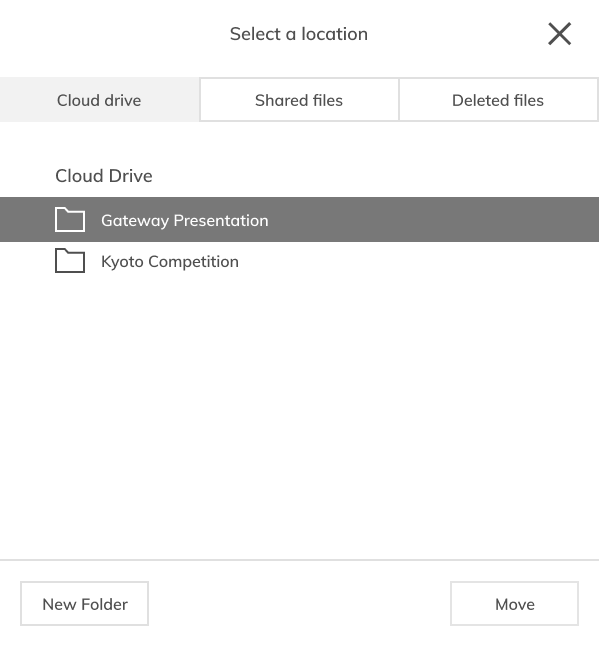 Select a location
Cloud drive
Shared files
Deleted files
Cloud Drive
Gateway Presentation
Kyoto Competition
New Folder
Move